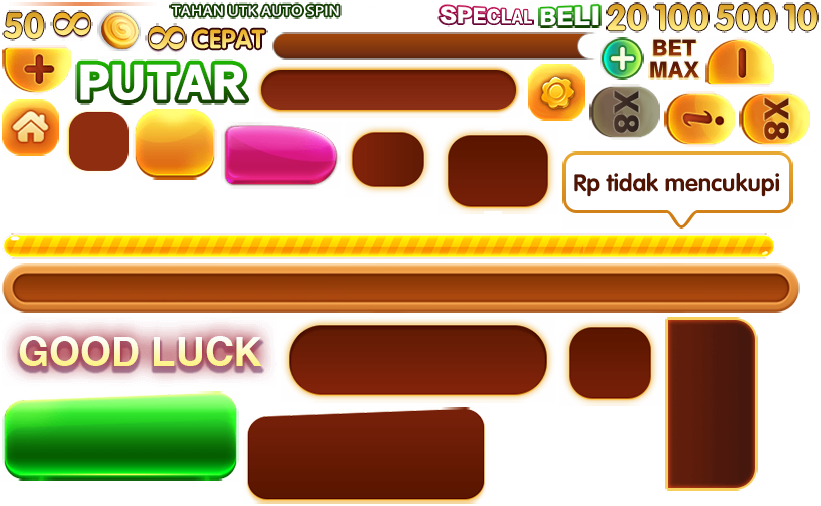 50 ∞
∞ CEPAT
TAHAN UTK AUTO SPIN
SPECLAL BELI
20 100 500 10
PUTAR
BET
MAX
X8
i
X8
Rp tidak mencukupi
GOOD LUCK